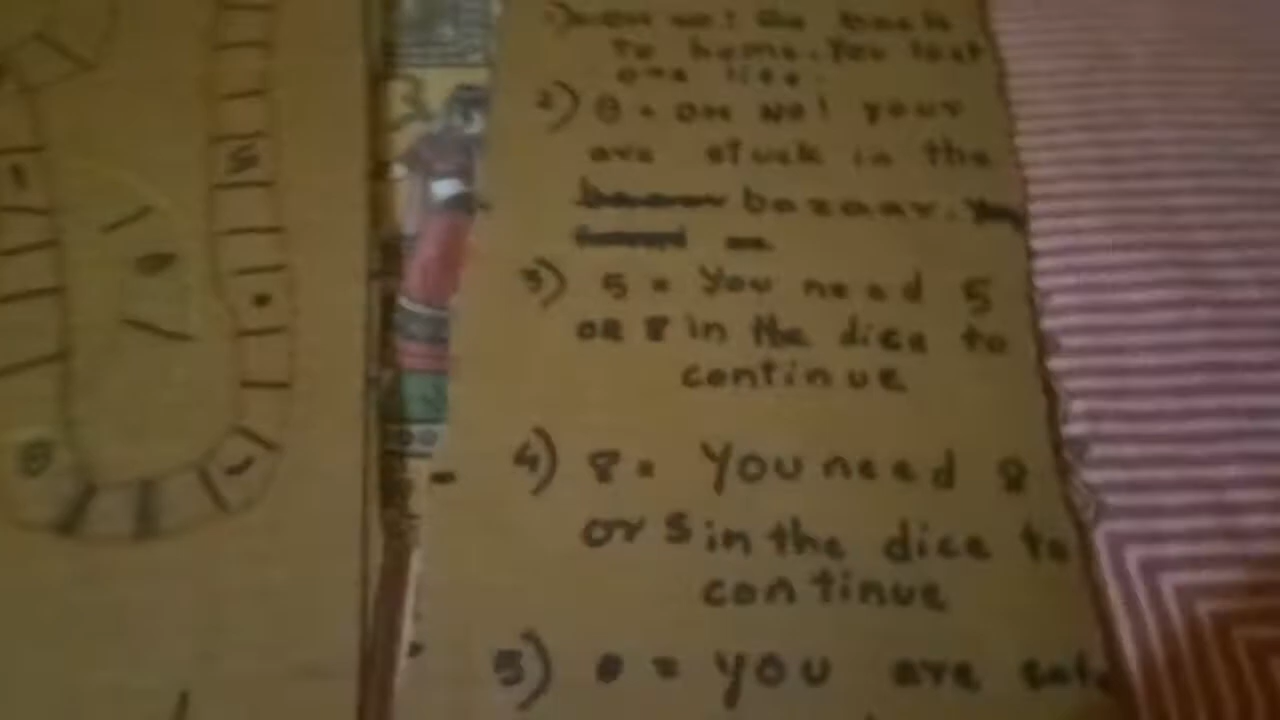 to home. You lost
one life.
2) θ = OH NO! your
are stuck in the
bazaar.
3) 5 = You need 5
or 8 in the dice to
continue
4) 8 = You need 8
or 5 in the dice to
continue
5) = you are